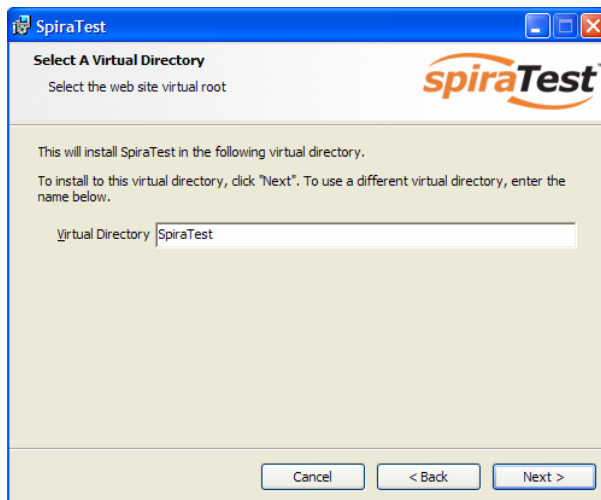 SpiraTest
Select A Virtual Directory
Select the web site virtual root
spiraTest™
This will install SpiraTest in the following virtual directory.
To install to this virtual directory, click "Next". To use a different virtual directory, enter the
name below.
Virtual Directory SpiraTest
Cancel < Back Next >